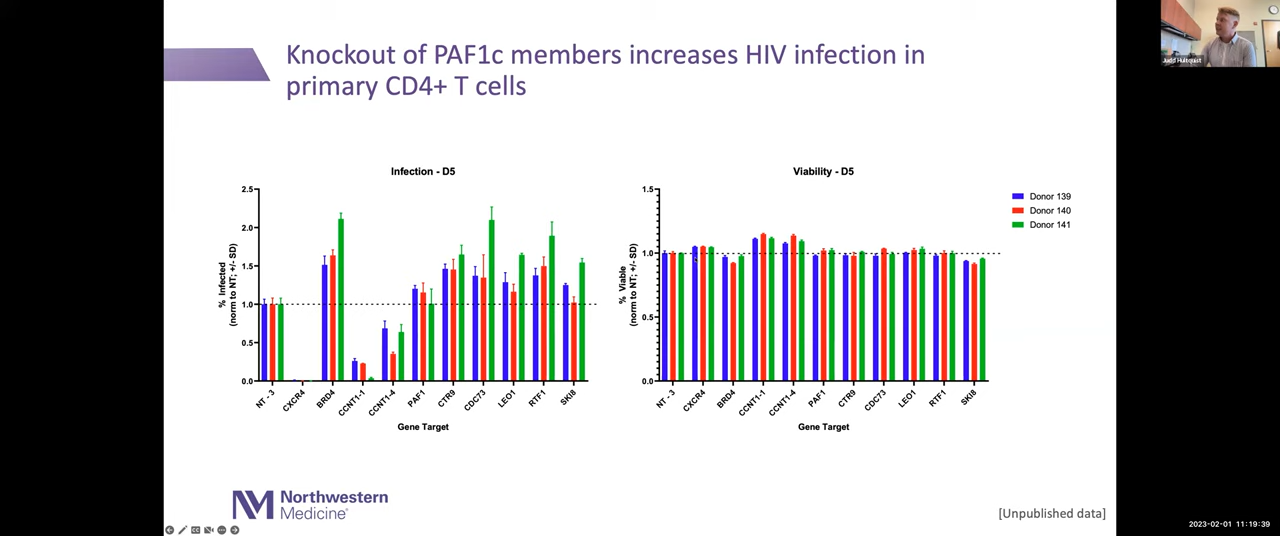 Knockout of PAF1c members increases HIV infection in
primary CD4+ T cells
Judd Hultquist
Infection - D5
% Infected
(norm to NT; +/- SD)
2.5
2.0
1.5
1.0
0.5
0.0
NT - 3
CXCR4
BRD4
CCNT1-1
CCNT1-4
PAF1
CTR9
CDC73
LEO1
RTF1
SKI8
Gene Target
Viability - D5
% Viable
(norm to NT; +/- SD)
1.5
1.0
0.5
0.0
NT - 3
CXCR4
BRD4
CCNT1-1
CCNT1-4
PAF1
CTR9
CDC73
LEO1
RTF1
SKI8
Gene Target
Donor 139
Donor 140
Donor 141
NM
Northwestern
Medicine®
[Unpublished data]
2023-02-01 11:19:39